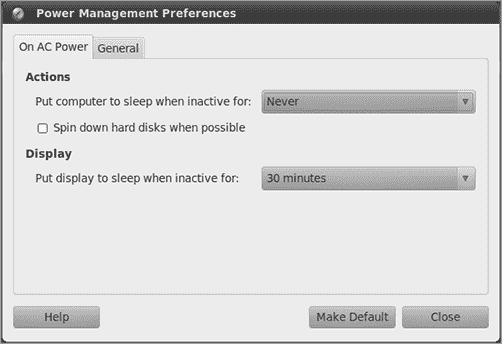 Power Management Preferences
On AC Power General
Actions
Put computer to sleep when inactive for: Never
Spin down hard disks when possible
Display
Put display to sleep when inactive for: 30 minutes
Help Make Default Close